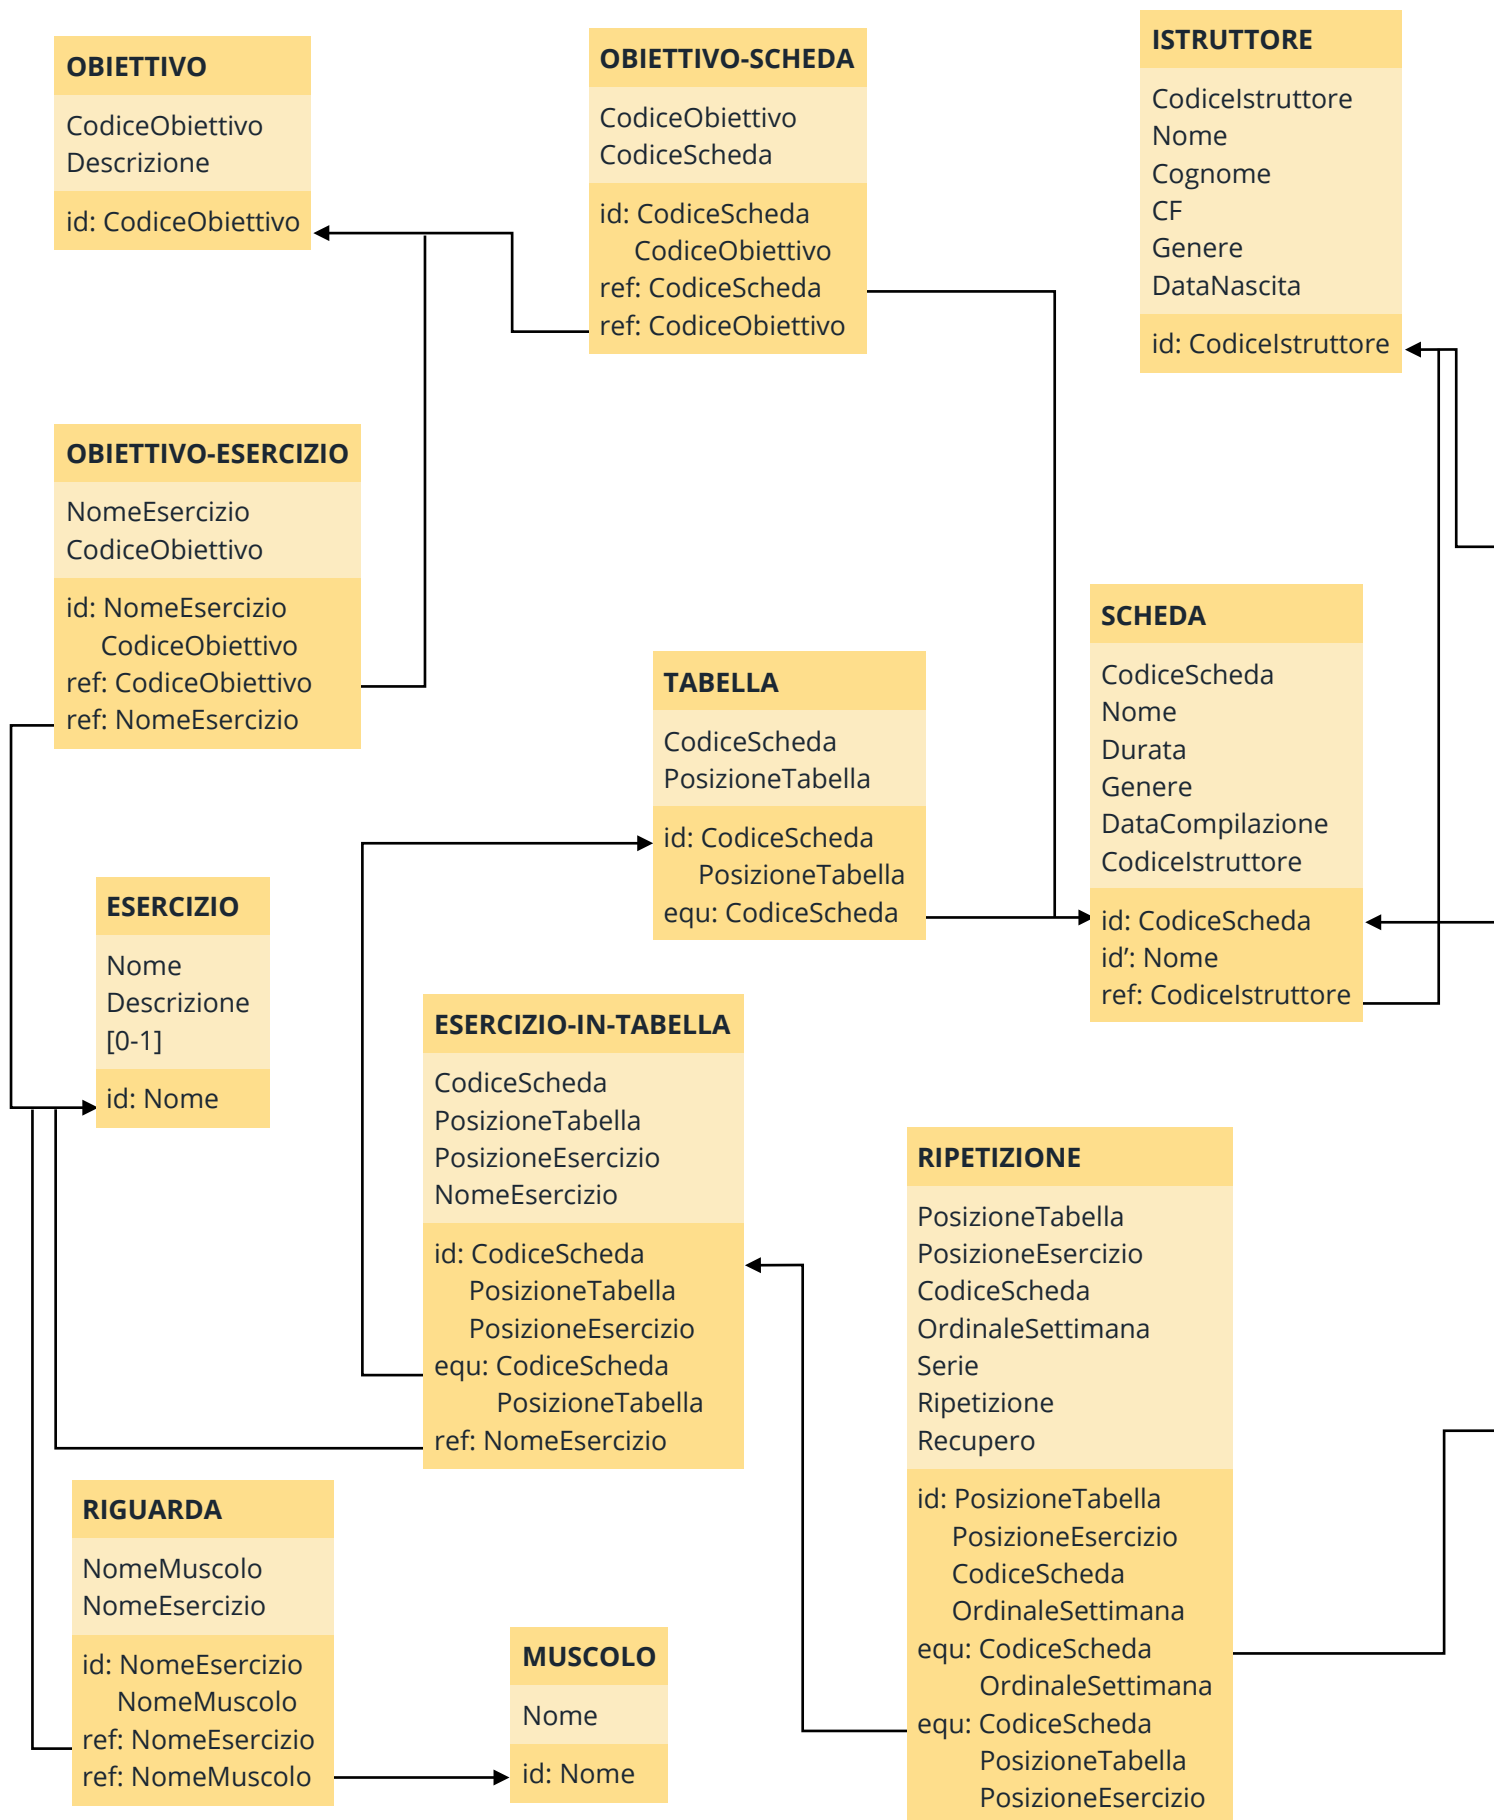 OBIETTIVO
CodiceObiettivo
Descrizione
id: CodiceObiettivo
OBIETTIVO-SCHEDA
CodiceObiettivo
CodiceScheda
id: CodiceScheda
CodiceObiettivo
ref: CodiceScheda
ref: CodiceObiettivo
ISTRUTTORE
CodiceIstruttore
Nome
Cognome
CF
Genere
DataNascita
id: CodiceIstruttore
OBIETTIVO-ESERCIZIO
NomeEsercizio
CodiceObiettivo
id: NomeEsercizio
CodiceObiettivo
ref: CodiceObiettivo
ref: NomeEsercizio
TABELLA
CodiceScheda
PosizioneTabella
id: CodiceScheda
PosizioneTabella
equ: CodiceScheda
SCHEDA
CodiceScheda
Nome
Durata
Genere
DataCompilazione
CodiceIstruttore
id: CodiceScheda
id’: Nome
ref: CodiceIstruttore
ESERCIZIO
Nome
Descrizione
[0-1]
id: Nome
ESERCIZIO-IN-TABELLA
CodiceScheda
PosizioneTabella
PosizioneEsercizio
NomeEsercizio
id: CodiceScheda
PosizioneTabella
PosizioneEsercizio
equ: CodiceScheda
PosizioneTabella
ref: NomeEsercizio
RIPETIZIONE
PosizioneTabella
PosizioneEsercizio
CodiceScheda
OrdinaleSettimana
Serie
Ripetizione
Recupero
id: PosizioneTabella
PosizioneEsercizio
CodiceScheda
OrdinaleSettimana
equ: CodiceScheda
OrdinaleSettimana
equ: CodiceScheda
PosizioneTabella
PosizioneEsercizio
RIGUARDA
NomeMuscolo
NomeEsercizio
id: NomeEsercizio
NomeMuscolo
ref: NomeEsercizio
ref: NomeMuscolo
MUSCOLO
Nome
id: Nome